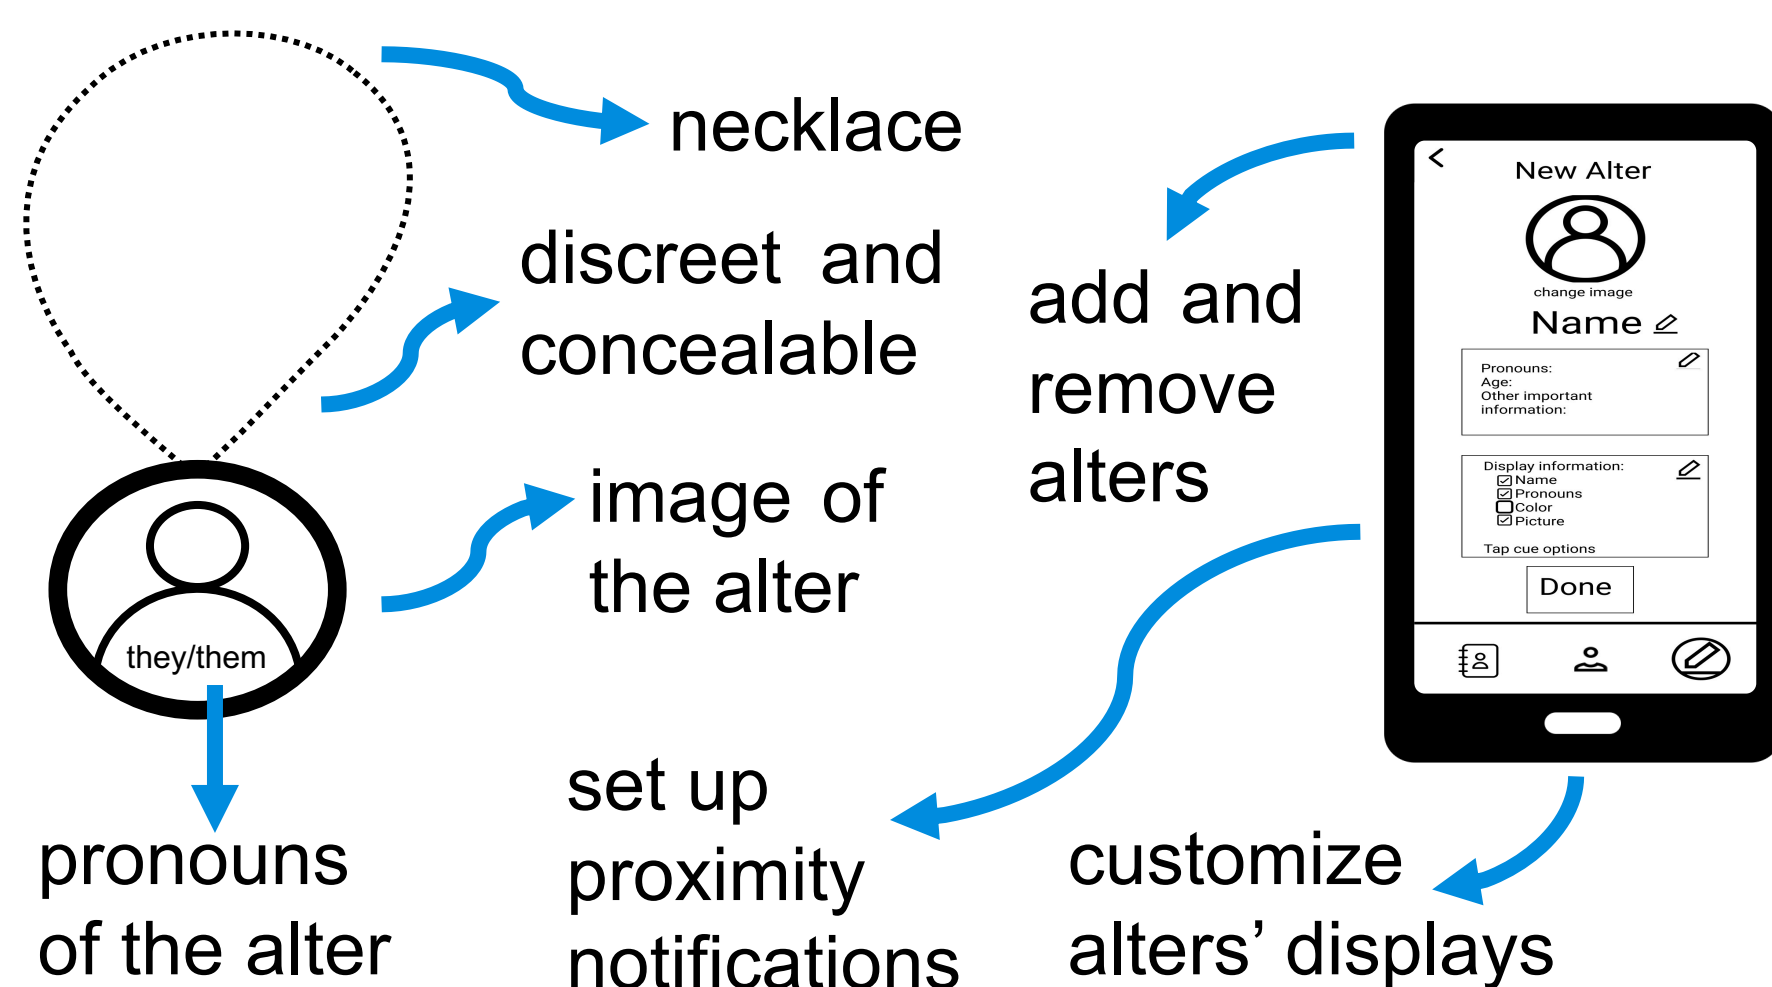 necklace
discreet and
concealable
image of
the alter
they/them
pronouns
of the alter
set up
proximity
notifications
add and
remove
alters
customize
alters’ displays
New Alter
change image
Name
Pronouns:
Age:
Other important
information:
Display information:
Name
Pronouns
Color
Picture
Tap cue options
Done